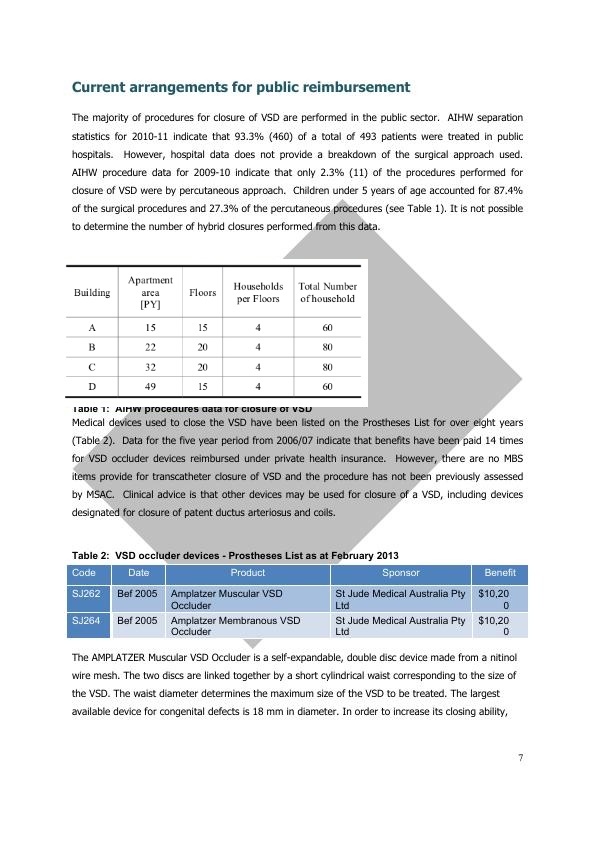 Current arrangements for public reimbursement
The majority of procedures for closure of VSD are performed in the public sector. AIHW separation
statistics for 2010-11 indicate that 93.3% (460) of a total of 493 patients were treated in public
hospitals. However, hospital data does not provide a breakdown of the surgical approach used.
AIHW procedure data for 2009-10 indicate that only 2.3% (11) of the procedures performed for
closure of VSD were by percutaneous approach. Children under 5 years of age accounted for 87.4%
of the surgical procedures and 27.3% of the percutaneous procedures (see Table 1). It is not possible
to determine the number of hybrid closures performed from this data.
Building Apartment area [PY] Floors Households per Floors Total Number of household
A 15 15 4 60
B 22 20 4 80
C 32 20 4 80
D 49 15 4 60
Table 1: AIHW procedures data for closure of VSD
Medical devices used to close the VSD have been listed on the Prostheses List for over eight years
(Table 2). Data for the five year period from 2006/07 indicate that benefits have been paid 14 times
for VSD occluder devices reimbursed under private health insurance. However, there are no MBS
items provide for transcatheter closure of VSD and the procedure has not been previously assessed
by MSAC. Clinical advice is that other devices may be used for closure of a VSD, including devices
designated for closure of patent ductus arteriosus and coils.
Table 2: VSD occluder devices - Prostheses List as at February 2013
Code Date Product Sponsor Benefit
SJ262 Bef 2005 Amplatzer Muscular VSD Occluder St Jude Medical Australia Pty Ltd $10,200
SJ264 Bef 2005 Amplatzer Membranous VSD Occluder St Jude Medical Australia Pty Ltd $10,200
The AMPLATZER Muscular VSD Occluder is a self-expandable, double disc device made from a nitinol
wire mesh. The two discs are linked together by a short cylindrical waist corresponding to the size of
the VSD. The waist diameter determines the maximum size of the VSD to be treated. The largest
available device for congenital defects is 18 mm in diameter. In order to increase its closing ability,
7